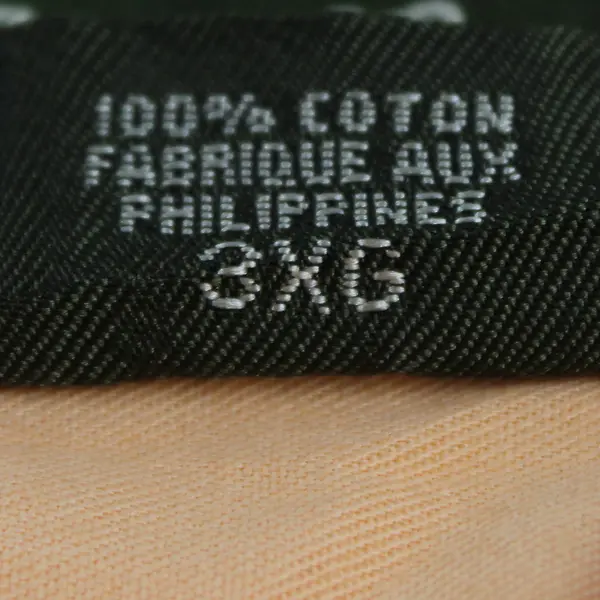 100% COTON
FABRIQUE AUX
PHILIPPINES
3XG